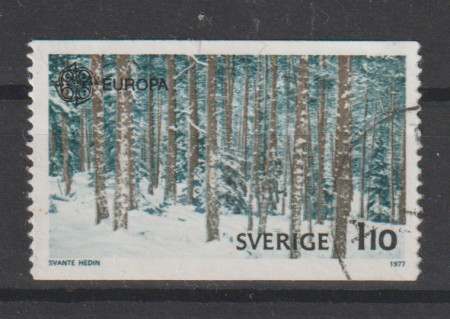 EUROPA
SVERIGE 110
SVANTE HEDIN 1977